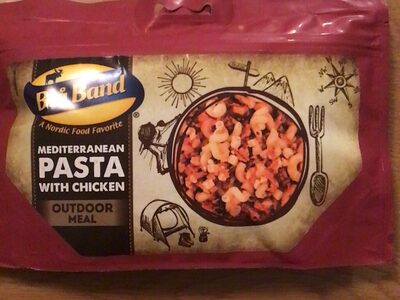 Blå Band
A Nordic Food Favorite
MEDITERRANEAN
PASTA
WITH CHICKEN
OUTDOOR
MEAL